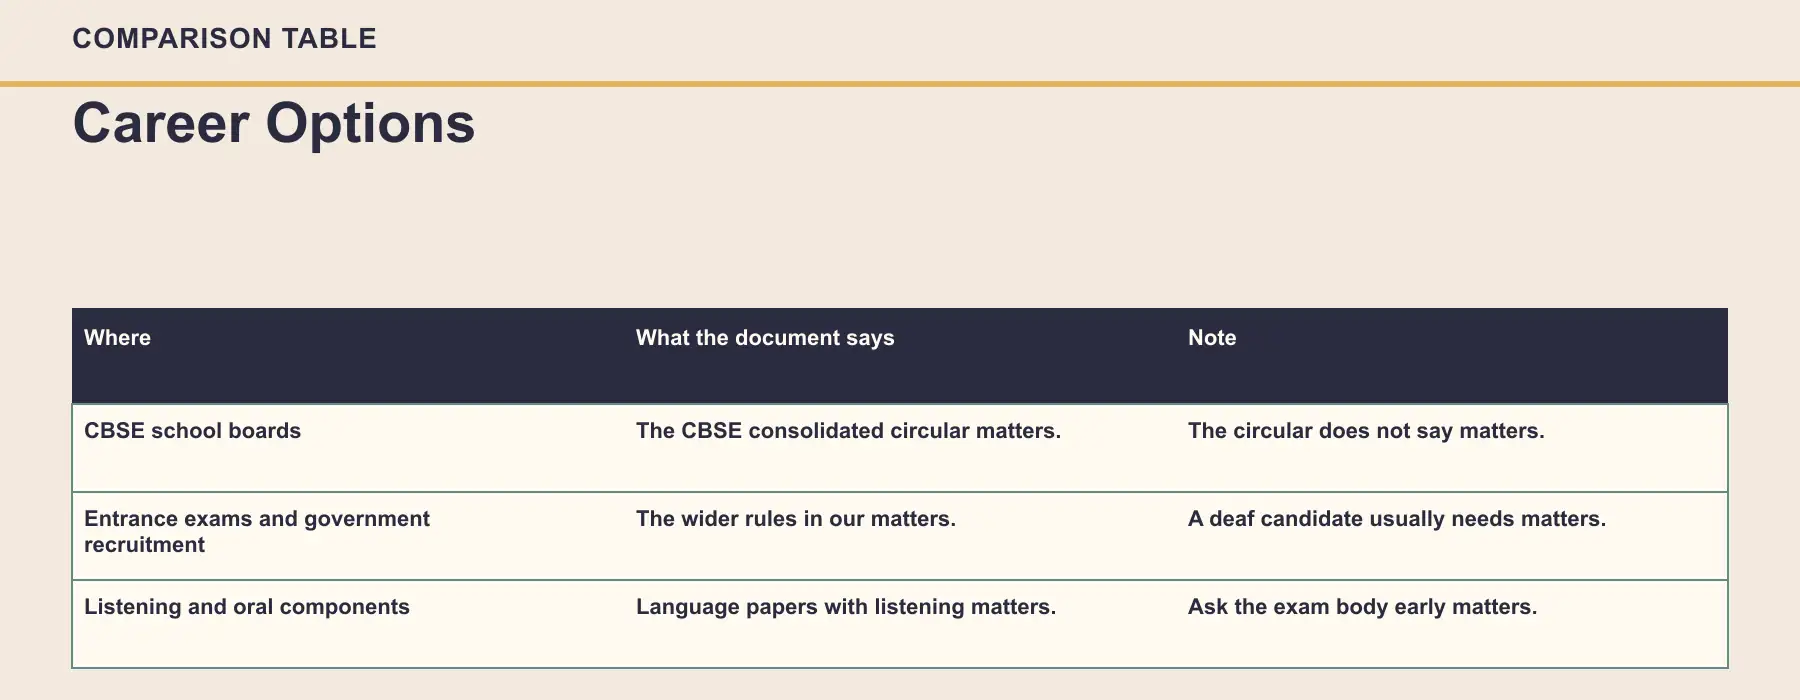 COMPARISON TABLE
Career Options
Where
What the document says
Note
CBSE school boards
The CBSE consolidated circular matters.
The circular does not say matters.
Entrance exams and government
recruitment
The wider rules in our matters.
A deaf candidate usually needs matters.
Listening and oral components
Language papers with listening matters.
Ask the exam body early matters.